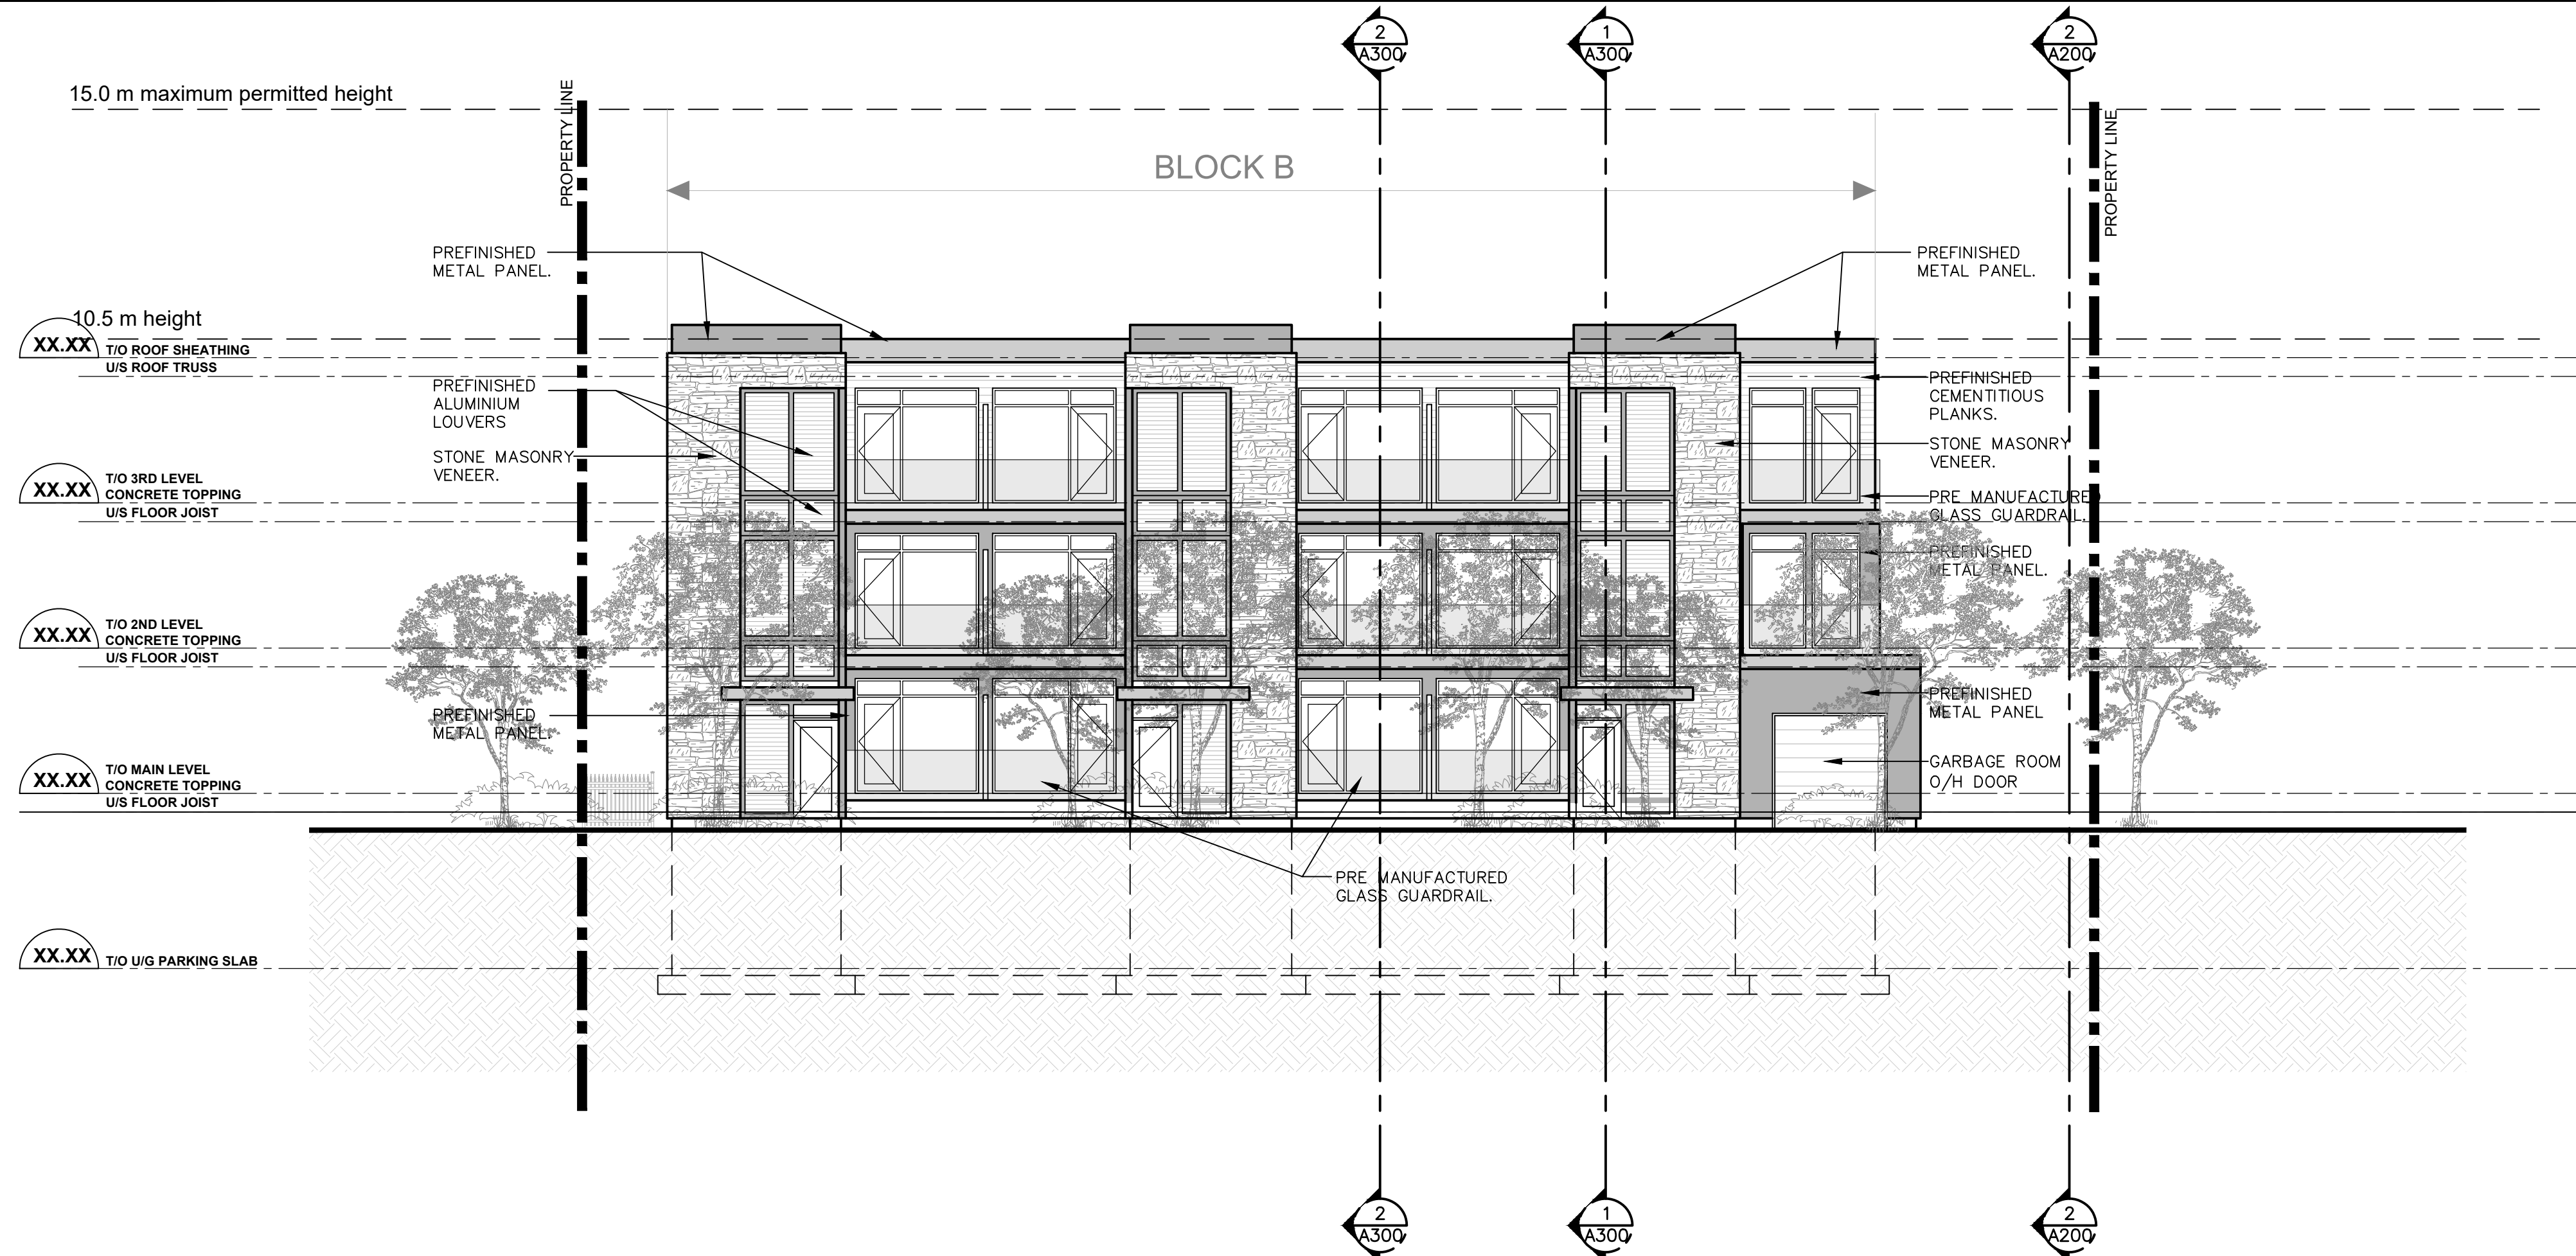 2
A300
1
A300
2
A200
15.0 m maximum permitted height
PROPERTY LINE
PROPERTY LINE
BLOCK B
PREFINISHED
METAL PANEL.
PREFINISHED
METAL PANEL.
10.5 m height
XX.XX
T/O ROOF SHEATHING
U/S ROOF TRUSS
PREFINISHED
ALUMINIUM
LOUVERS
PREFINISHED
CEMENTITIOUS
PLANKS.
STONE MASONRY
VENEER.
STONE MASONRY
VENEER.
XX.XX
T/O 3RD LEVEL
CONCRETE TOPPING
U/S FLOOR JOIST
PRE MANUFACTURED
GLASS GUARDRAIL.
PREFINISHED
METAL PANEL.
XX.XX
T/O 2ND LEVEL
CONCRETE TOPPING
U/S FLOOR JOIST
PREFINISHED
METAL PANEL.
PREFINISHED
METAL PANEL
XX.XX
T/O MAIN LEVEL
CONCRETE TOPPING
U/S FLOOR JOIST
GARBAGE ROOM
O/H DOOR
PRE MANUFACTURED
GLASS GUARDRAIL.
XX.XX
T/O U/G PARKING SLAB
2
A300
1
A300
2
A200